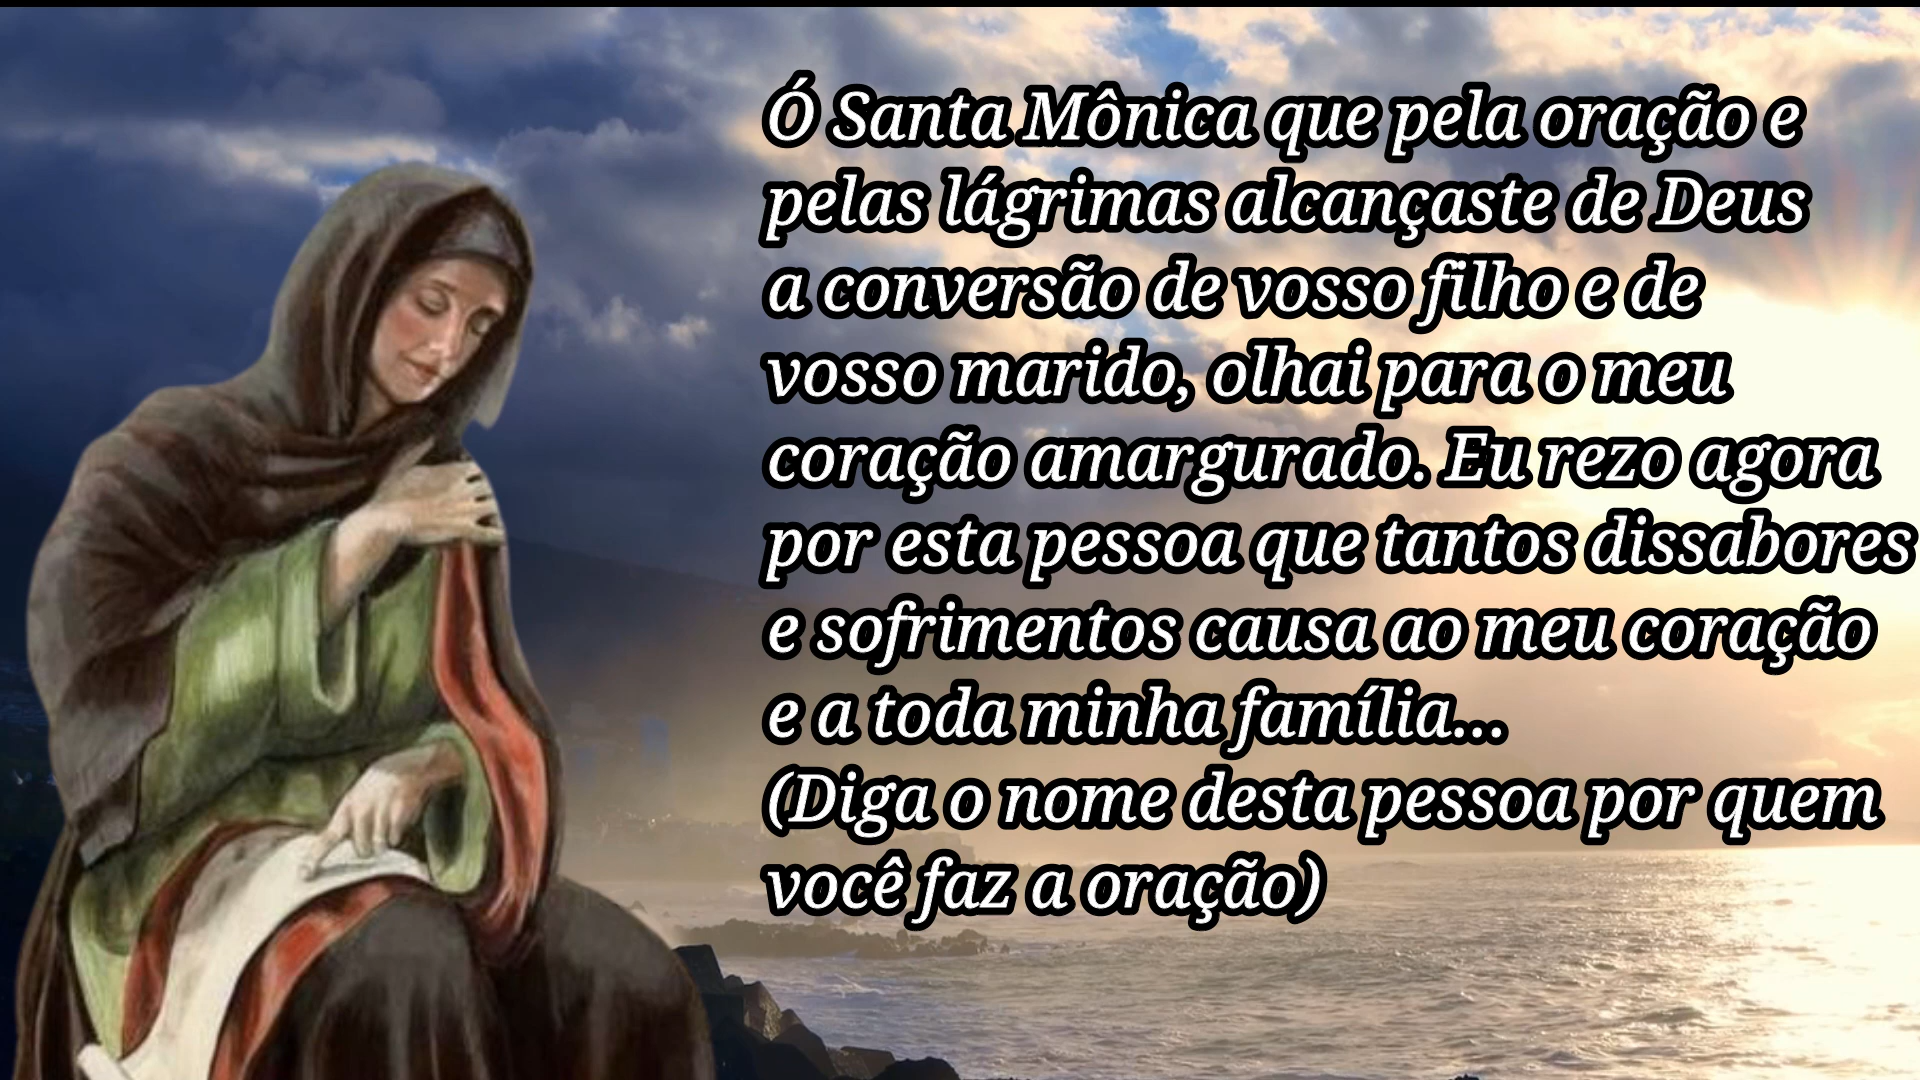 Ó Santa Mônica que pela oração e
pelas lágrimas alcançaste de Deus
a conversão de vosso filho e de
vosso marido, olhai para o meu
coração amargurado. Eu rezo agora
por esta pessoa que tantos dissabores
e sofrimentos causa ao meu coração
e a toda minha família...
(Diga o nome desta pessoa por quem
você faz a oração)